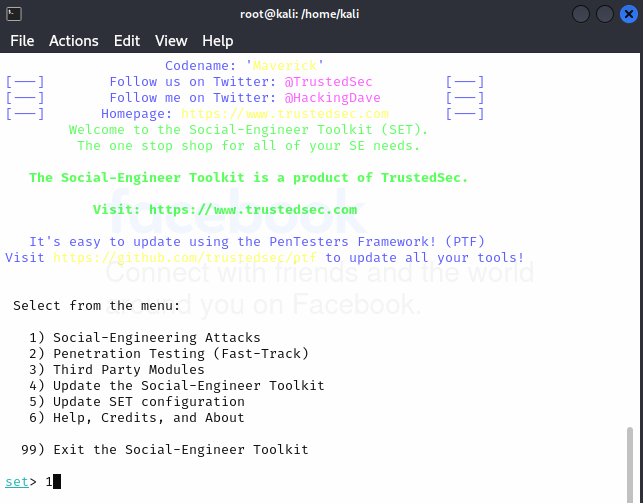 root@kali: /home/kali
File Actions Edit View Help
Codename: 'Maverick'
[---] Follow us on Twitter: @TrustedSec [---]
[---] Follow me on Twitter: @HackingDave [---]
[---] Homepage: https://www.trustedsec.com [---]
Welcome to the Social-Engineer Toolkit (SET).
The one stop shop for all of your SE needs.
The Social-Engineer Toolkit is a product of TrustedSec.
facebook
Visit: https://www.trustedsec.com
It's easy to update using the PenTesters Framework! (PTF)
Visit https://github.com/trustedsec/ptf to update all your tools!
Connect with friends and the world
around you on Facebook.
Select from the menu:
1) Social-Engineering Attacks
2) Penetration Testing (Fast-Track)
3) Third Party Modules
4) Update the Social-Engineer Toolkit
5) Update SET configuration
6) Help, Credits, and About
99) Exit the Social-Engineer Toolkit
set> 1